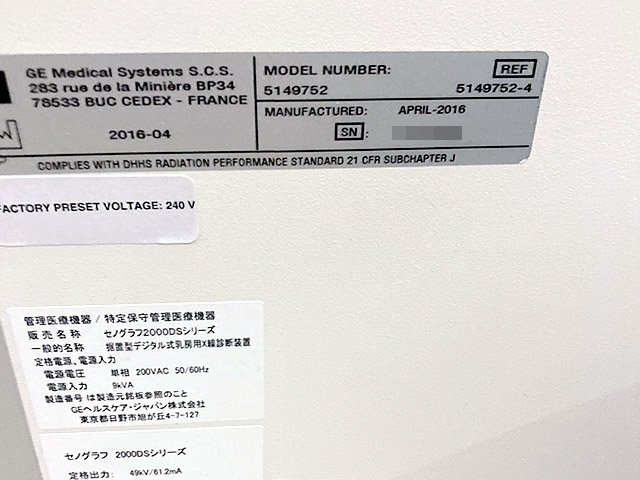 GE Medical Systems S.C.S.
283 rue de la Minière BP34
78533 BUC CEDEX - FRANCE
2016-04
MODEL NUMBER:
REF
5149752
5149752-4
MANUFACTURED: APRIL-2016
SN :
COMPLIES WITH DHHS RADIATION PERFORMANCE STANDARD 21 CFR SUBCHAPTER J
FACTORY PRESET VOLTAGE: 240 V
管理医療機器 / 特定保守管理医療機器
販売名称 セノグラフ2000DSシリーズ
一般的名称 据置型デジタル式乳房用X線診断装置
定格電源、電源入力
電源電圧 単相 200VAC 50/60Hz
電源入力 9kVA
製造番号 は製造元銘板参照のこと
GEヘルスケア・ジャパン株式会社
東京都日野市旭が丘4-7-127
セノグラフ 2000DSシリーズ
定格出力: 49kV/61.2mA